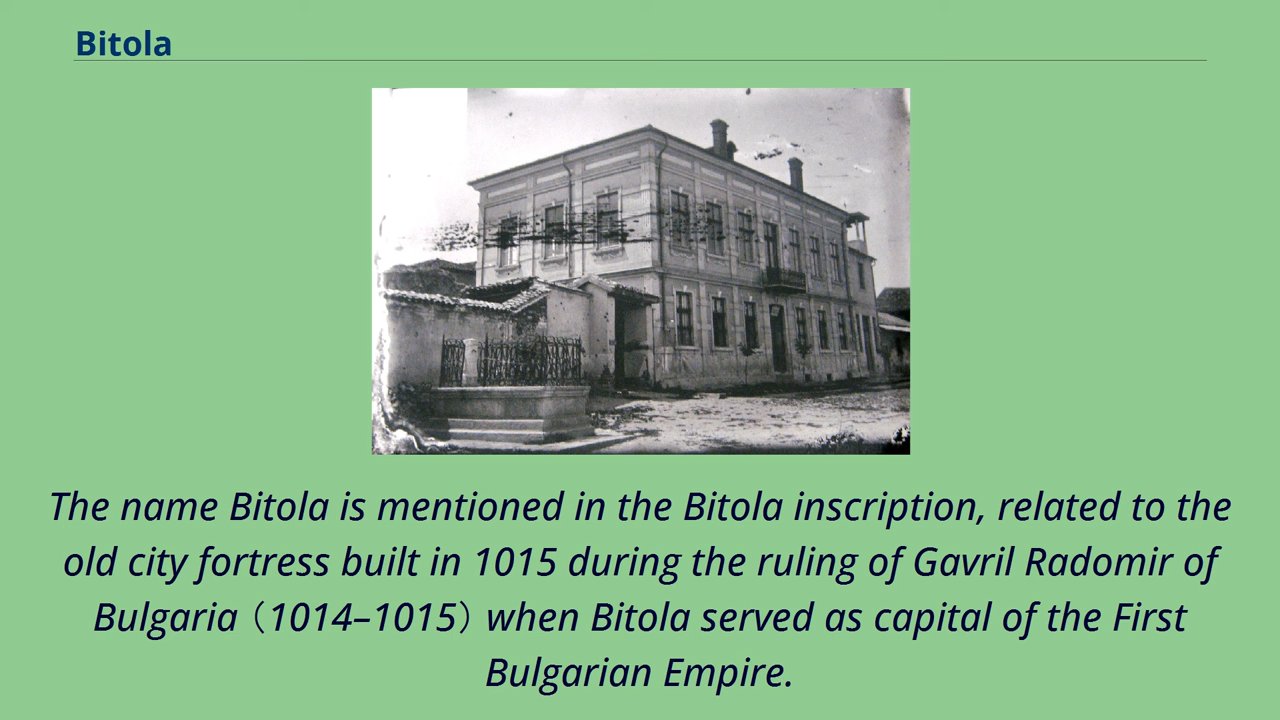 Bitola
The name Bitola is mentioned in the Bitola inscription, related to the
old city fortress built in 1015 during the ruling of Gavril Radomir of
Bulgaria（1014–1015）when Bitola served as capital of the First
Bulgarian Empire.